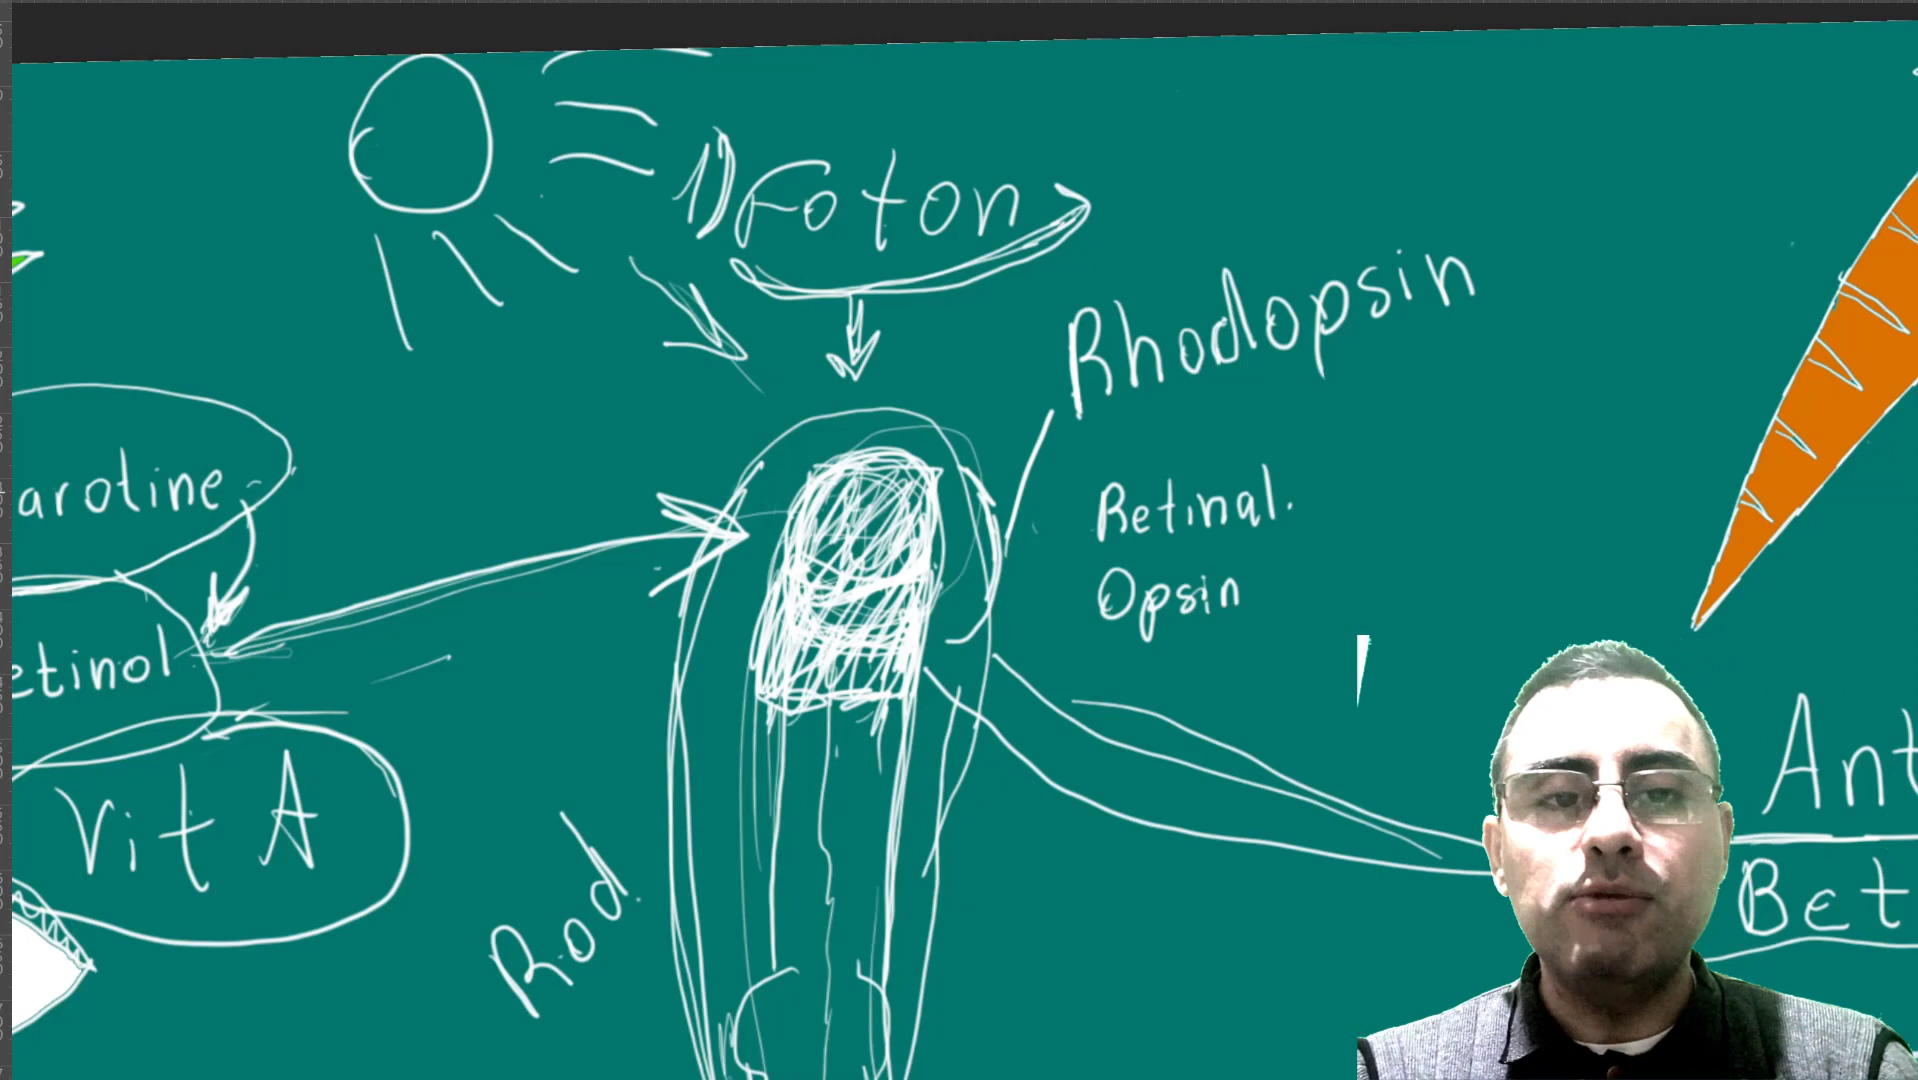 1) Foton
Rhodopsin
arotine
Retinal.
Opsin
etinol
Vit A
Rod.
Ant
Bet